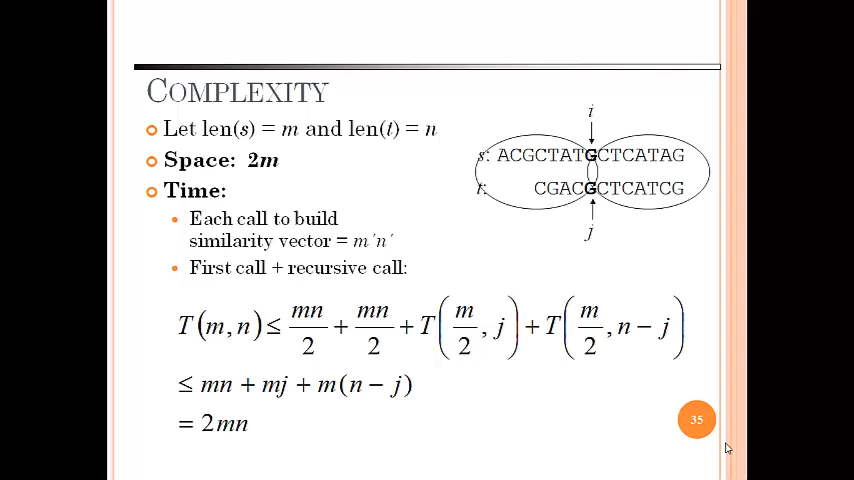 COMPLEXITY
Let len(s) = m and len(t) = n
Space: 2m
Time:
Each call to build
similarity vector = m´n´
First call + recursive call:
i
s: ACGCTATGCTCATAG
t: CGACGCTCATCG
j
T(m, n) ≤ mn/2 + mn/2 + T(m/2, j) + T(m/2, n − j)
≤ mn + mj + m(n − j)
= 2mn
35